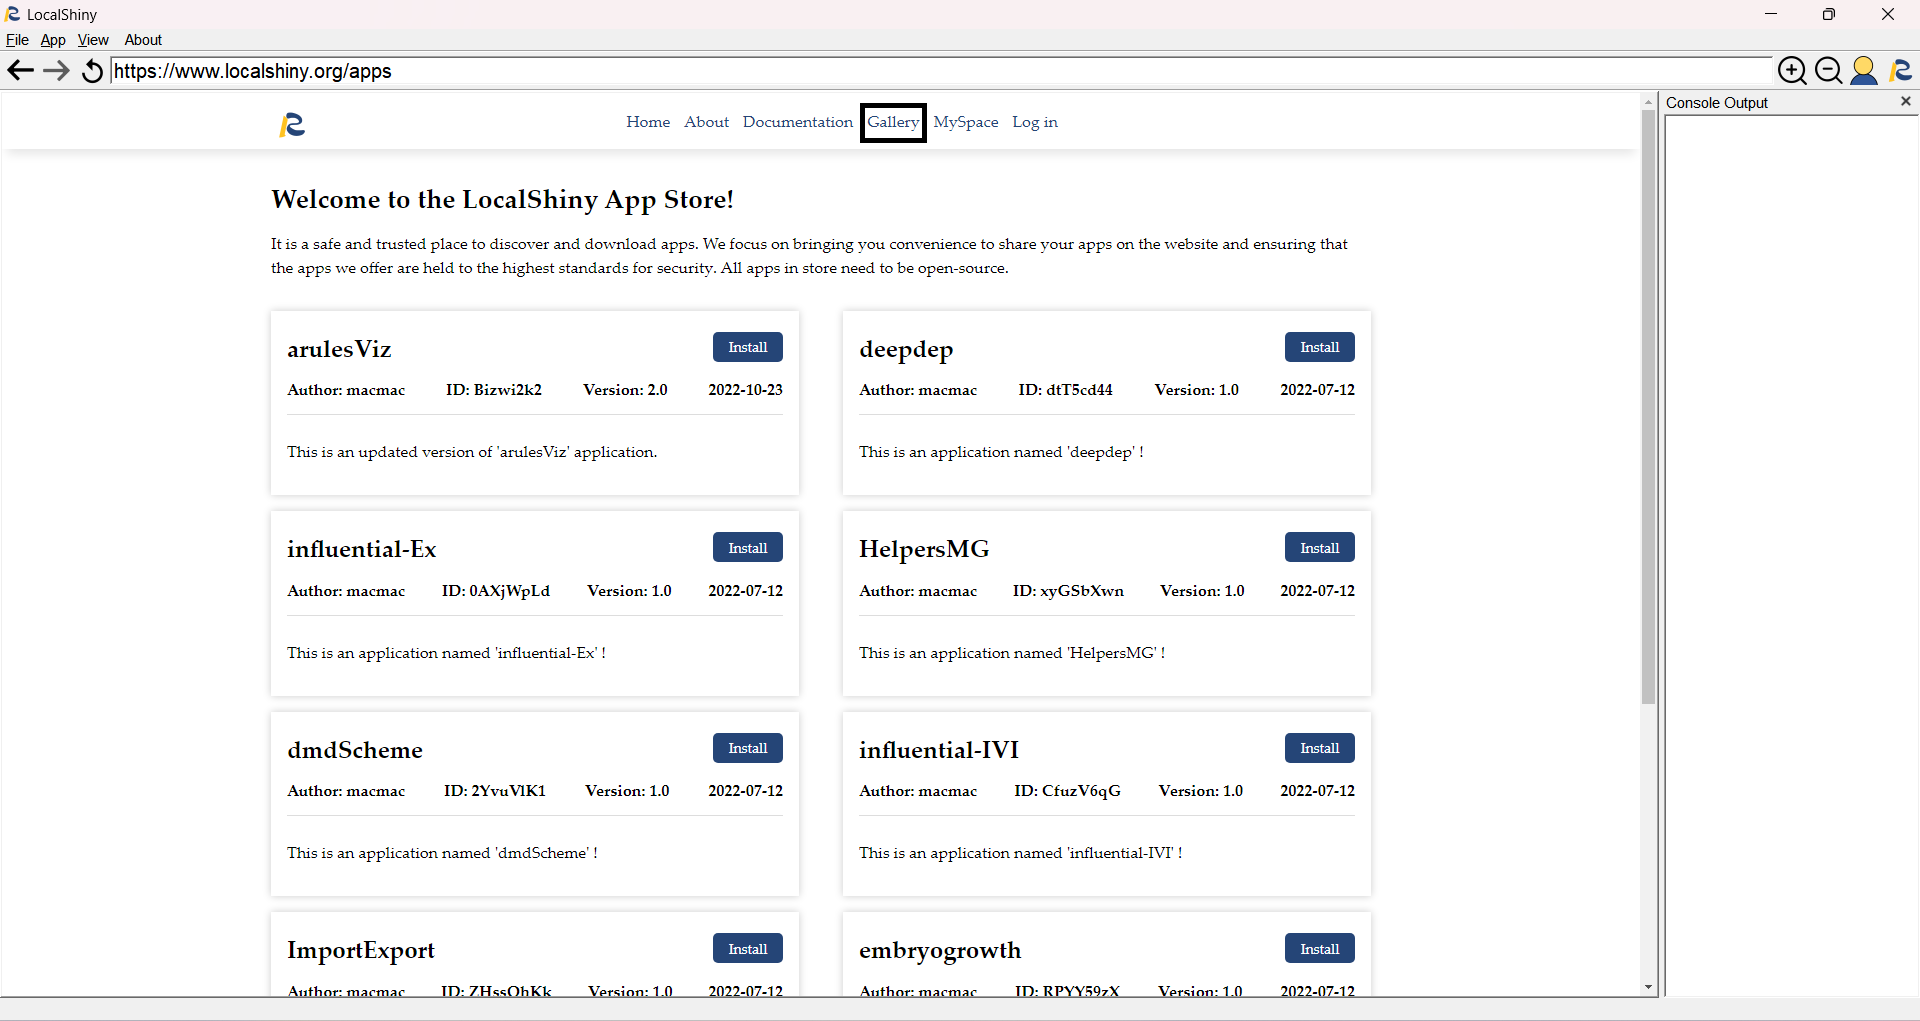 LocalShiny
File App View About
https://www.localshiny.org/apps
Console Output
Home About Documentation Gallery MySpace Log in
Welcome to the LocalShiny App Store!
It is a safe and trusted place to discover and download apps. We focus on bringing you convenience to share your apps on the website and ensuring that
the apps we offer are held to the highest standards for security. All apps in store need to be open-source.
arulesViz Install
Author: macmac ID: Bizwi2k2 Version: 2.0 2022-10-23
This is an updated version of 'arulesViz' application.
deepdep Install
Author: macmac ID: dtT5cd44 Version: 1.0 2022-07-12
This is an application named 'deepdep' !
influential-Ex Install
Author: macmac ID: 0AXjWpLd Version: 1.0 2022-07-12
This is an application named 'influential-Ex' !
HelpersMG Install
Author: macmac ID: xyGSbXwn Version: 1.0 2022-07-12
This is an application named 'HelpersMG' !
dmdScheme Install
Author: macmac ID: 2YvuVlK1 Version: 1.0 2022-07-12
This is an application named 'dmdScheme' !
influential-IVI Install
Author: macmac ID: CfuzV6qG Version: 1.0 2022-07-12
This is an application named 'influential-IVI' !
ImportExport Install
Author: macmac ID: ZHssOhKk Version: 1.0 2022-07-12
embryogrowth Install
Author: macmac ID: RPYY59zX Version: 1.0 2022-07-12